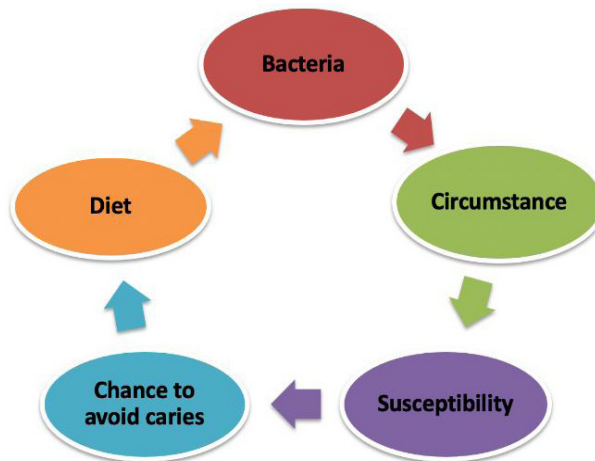 Bacteria
Circumstance
Susceptibility
Chance to
avoid caries
Diet